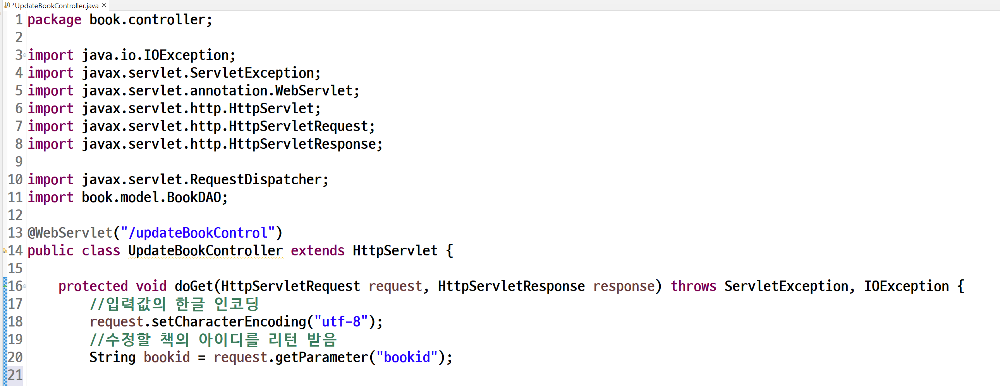 *UpdateBookController.java ×
1 package book.controller;
2
3 import java.io.IOException;
4 import javax.servlet.ServletException;
5 import javax.servlet.annotation.WebServlet;
6 import javax.servlet.http.HttpServlet;
7 import javax.servlet.http.HttpServletRequest;
8 import javax.servlet.http.HttpServletResponse;
9
10 import javax.servlet.RequestDispatcher;
11 import book.model.BookDAO;
12
13 @WebServlet("/updateBookControl")
14 public class UpdateBookController extends HttpServlet {
15
16     protected void doGet(HttpServletRequest request, HttpServletResponse response) throws ServletException, IOException {
17         //입력값의 한글 인코딩
18         request.setCharacterEncoding("utf-8");
19         //수정할 책의 아이디를 리턴 받음
20         String bookid = request.getParameter("bookid");
21